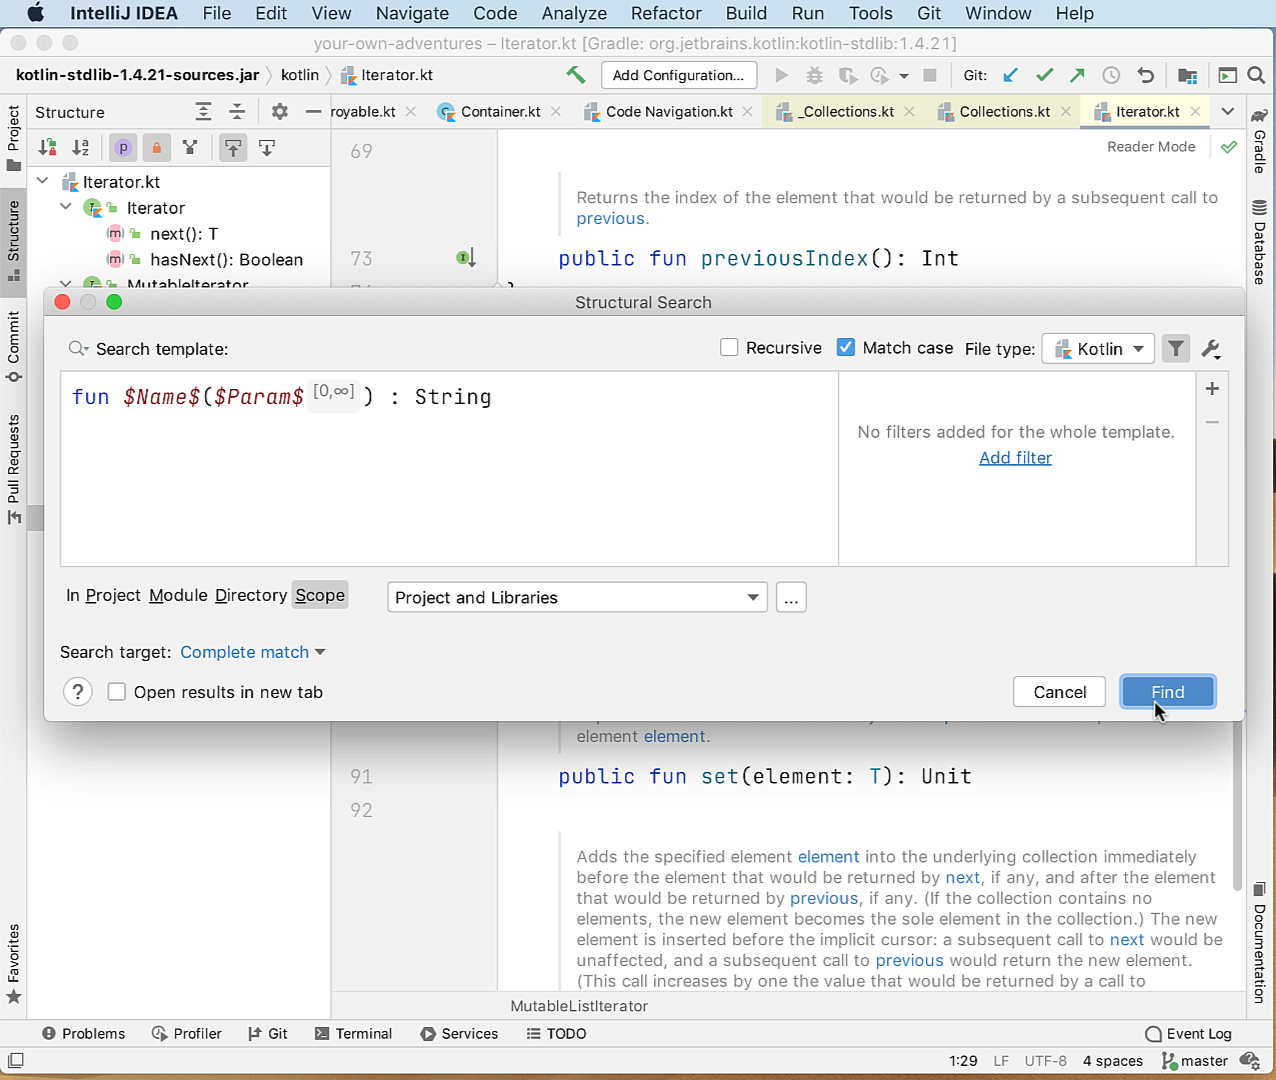 IntelliJ IDEA File Edit View Navigate Code Analyze Refactor Build Run Tools Git Window Help
your-own-adventures – Iterator.kt [Gradle: org.jetbrains.kotlin:kotlin-stdlib:1.4.21]
kotlin-stdlib-1.4.21-sources.jar kotlin Iterator.kt Add Configuration... Git:
Structure royable.kt Container.kt Code Navigation.kt _Collections.kt Collections.kt Iterator.kt
69 Reader Mode
Iterator.kt
Returns the index of the element that would be returned by a subsequent call to
previous.
Iterator
next(): T
hasNext(): Boolean
73 public fun previousIndex(): Int
MutableIterator
Structural Search
Search template: Recursive Match case File type: Kotlin
fun $Name$($Param$ [0,∞] ) : String
No filters added for the whole template.
Add filter
In Project Module Directory Scope Project and Libraries ...
Search target: Complete match
? Open results in new tab Cancel Find
element element.
91 public fun set(element: T): Unit
92
Adds the specified element element into the underlying collection immediately
before the element that would be returned by next, if any, and after the element
that would be returned by previous, if any. (If the collection contains no
elements, the new element becomes the sole element in the collection.) The new
element is inserted before the implicit cursor: a subsequent call to next would be
unaffected, and a subsequent call to previous would return the new element.
(This call increases by one the value that would be returned by a call to
MutableListIterator
Problems Profiler Git Terminal Services TODO Event Log
1:29 LF UTF-8 4 spaces master
Project
Structure
Commit
Pull Requests
Favorites
Gradle
Database
Documentation